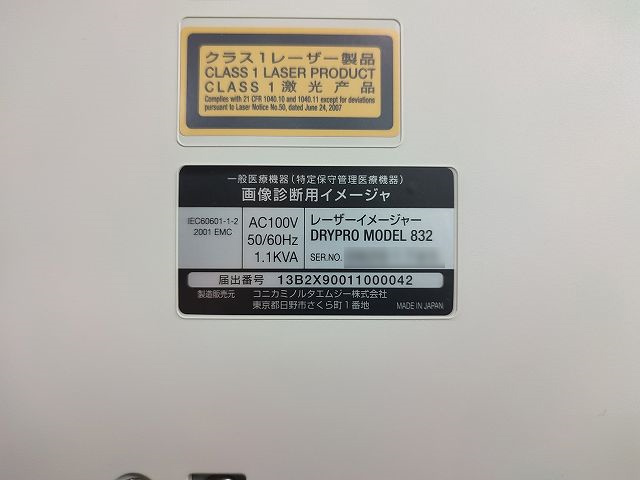 クラス1レーザー製品
CLASS 1 LASER PRODUCT
CLASS 1 激光产品
Complies with 21 CFR 1040.10 and 1040.11 except for deviations
pursuant to Laser Notice No.50, dated June 24, 2007
一般医療機器(特定保守管理医療機器)
画像診断用イメージャ
IEC60601-1-2
2001 EMC
AC100V
50/60Hz
1.1KVA
レーザーイメージャー
DRYPRO MODEL 832
SER.NO.
届出番号 13B2X90011000042
製造販売元 コニカミノルタエムジー株式会社
東京都日野市さくら町1番地
MADE IN JAPAN